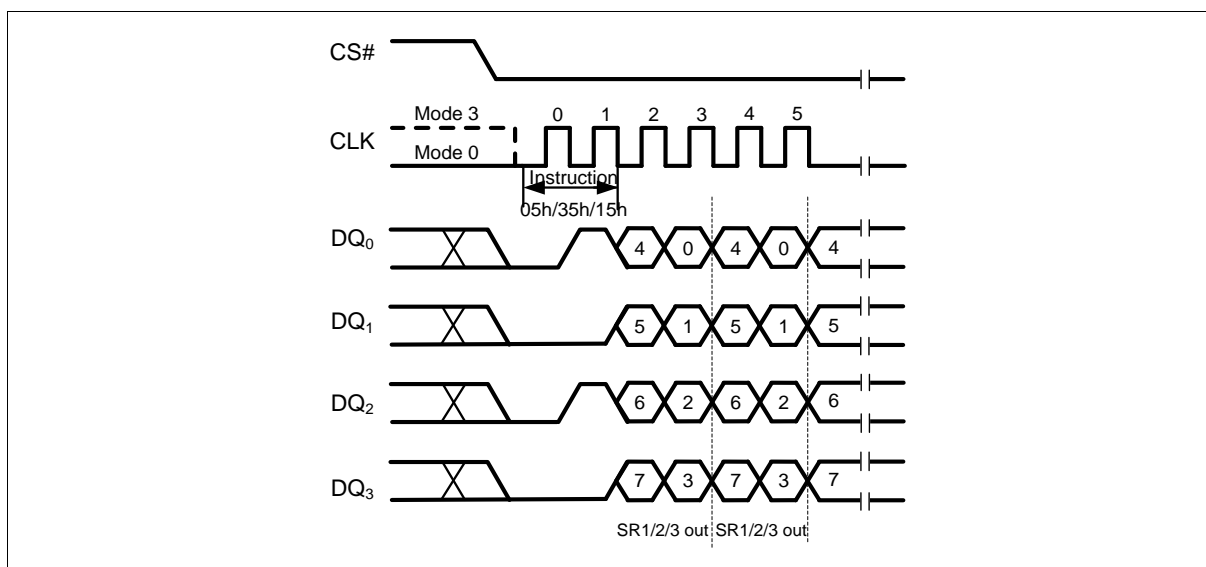 CS#
Mode 3 0 1 2 3 4 5
CLK
Mode 0
Instruction
05h/35h/15h
DQ0 4 0 4 0 4
DQ1 5 1 5 1 5
DQ2 6 2 6 2 6
DQ3 7 3 7 3 7
SR1/2/3 out SR1/2/3 out